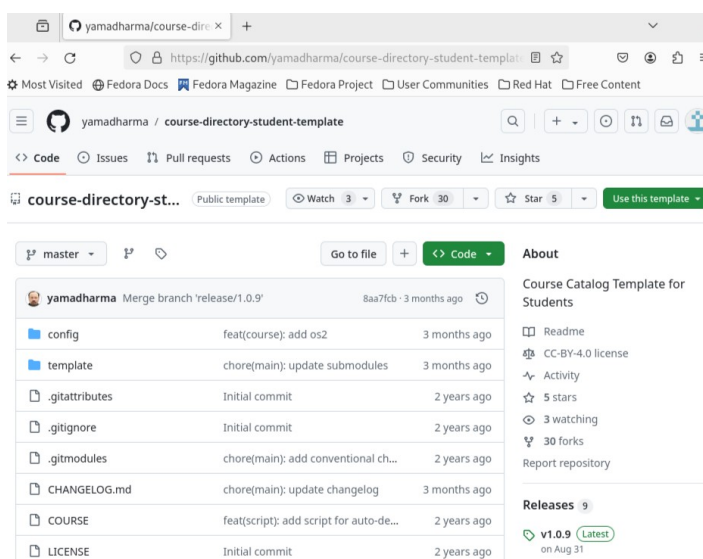 yamadharma/course-dire
https://github.com/yamadharma/course-directory-student-templat
Most Visited Fedora Docs Fedora Magazine Fedora Project User Communities Red Hat Free Content
yamadharma / course-directory-student-template
Code Issues Pull requests Actions Projects Security Insights
course-directory-st... Public template Watch 3 Fork 30 Star 5 Use this template
master Go to file Code
yamadharma Merge branch 'release/1.0.9' 8aa7fcb · 3 months ago
config feat(course): add os2 3 months ago
template chore(main): update submodules 3 months ago
.gitattributes Initial commit 2 years ago
.gitignore Initial commit 2 years ago
.gitmodules chore(main): add conventional ch... 2 years ago
CHANGELOG.md chore(main): update changelog 3 months ago
COURSE feat(script): add script for auto-de... 2 years ago
LICENSE Initial commit 2 years ago
About
Course Catalog Template for
Students
Readme
CC-BY-4.0 license
Activity
5 stars
3 watching
30 forks
Report repository
Releases 9
v1.0.9 Latest
on Aug 31